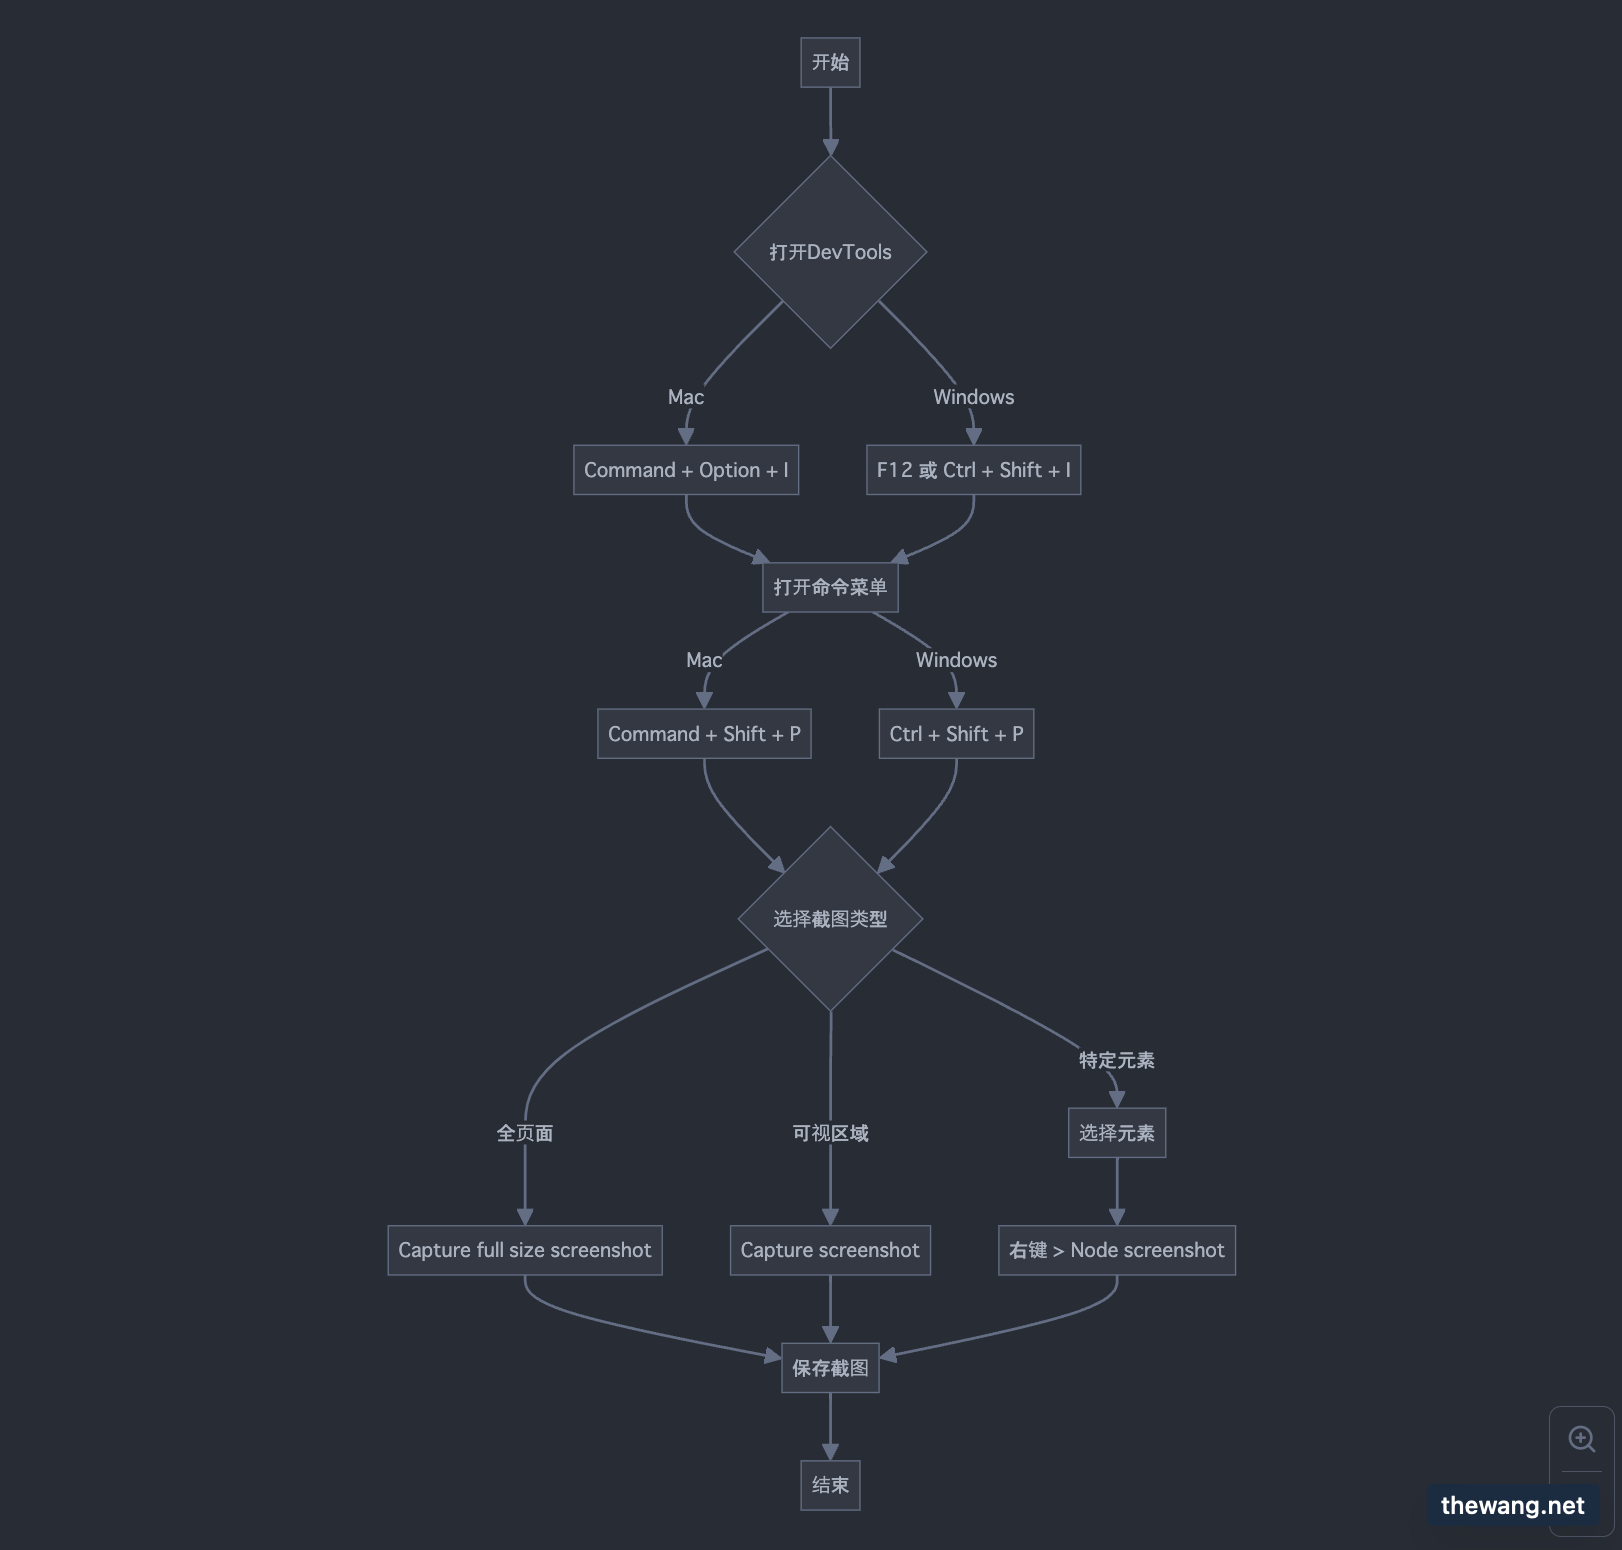 开始
打开DevTools
Mac
Windows
Command + Option + I
F12 或 Ctrl + Shift + I
打开命令菜单
Mac
Windows
Command + Shift + P
Ctrl + Shift + P
选择截图类型
特定元素
全页面
可视区域
选择元素
Capture full size screenshot
Capture screenshot
右键 > Node screenshot
保存截图
结束
thewang.net